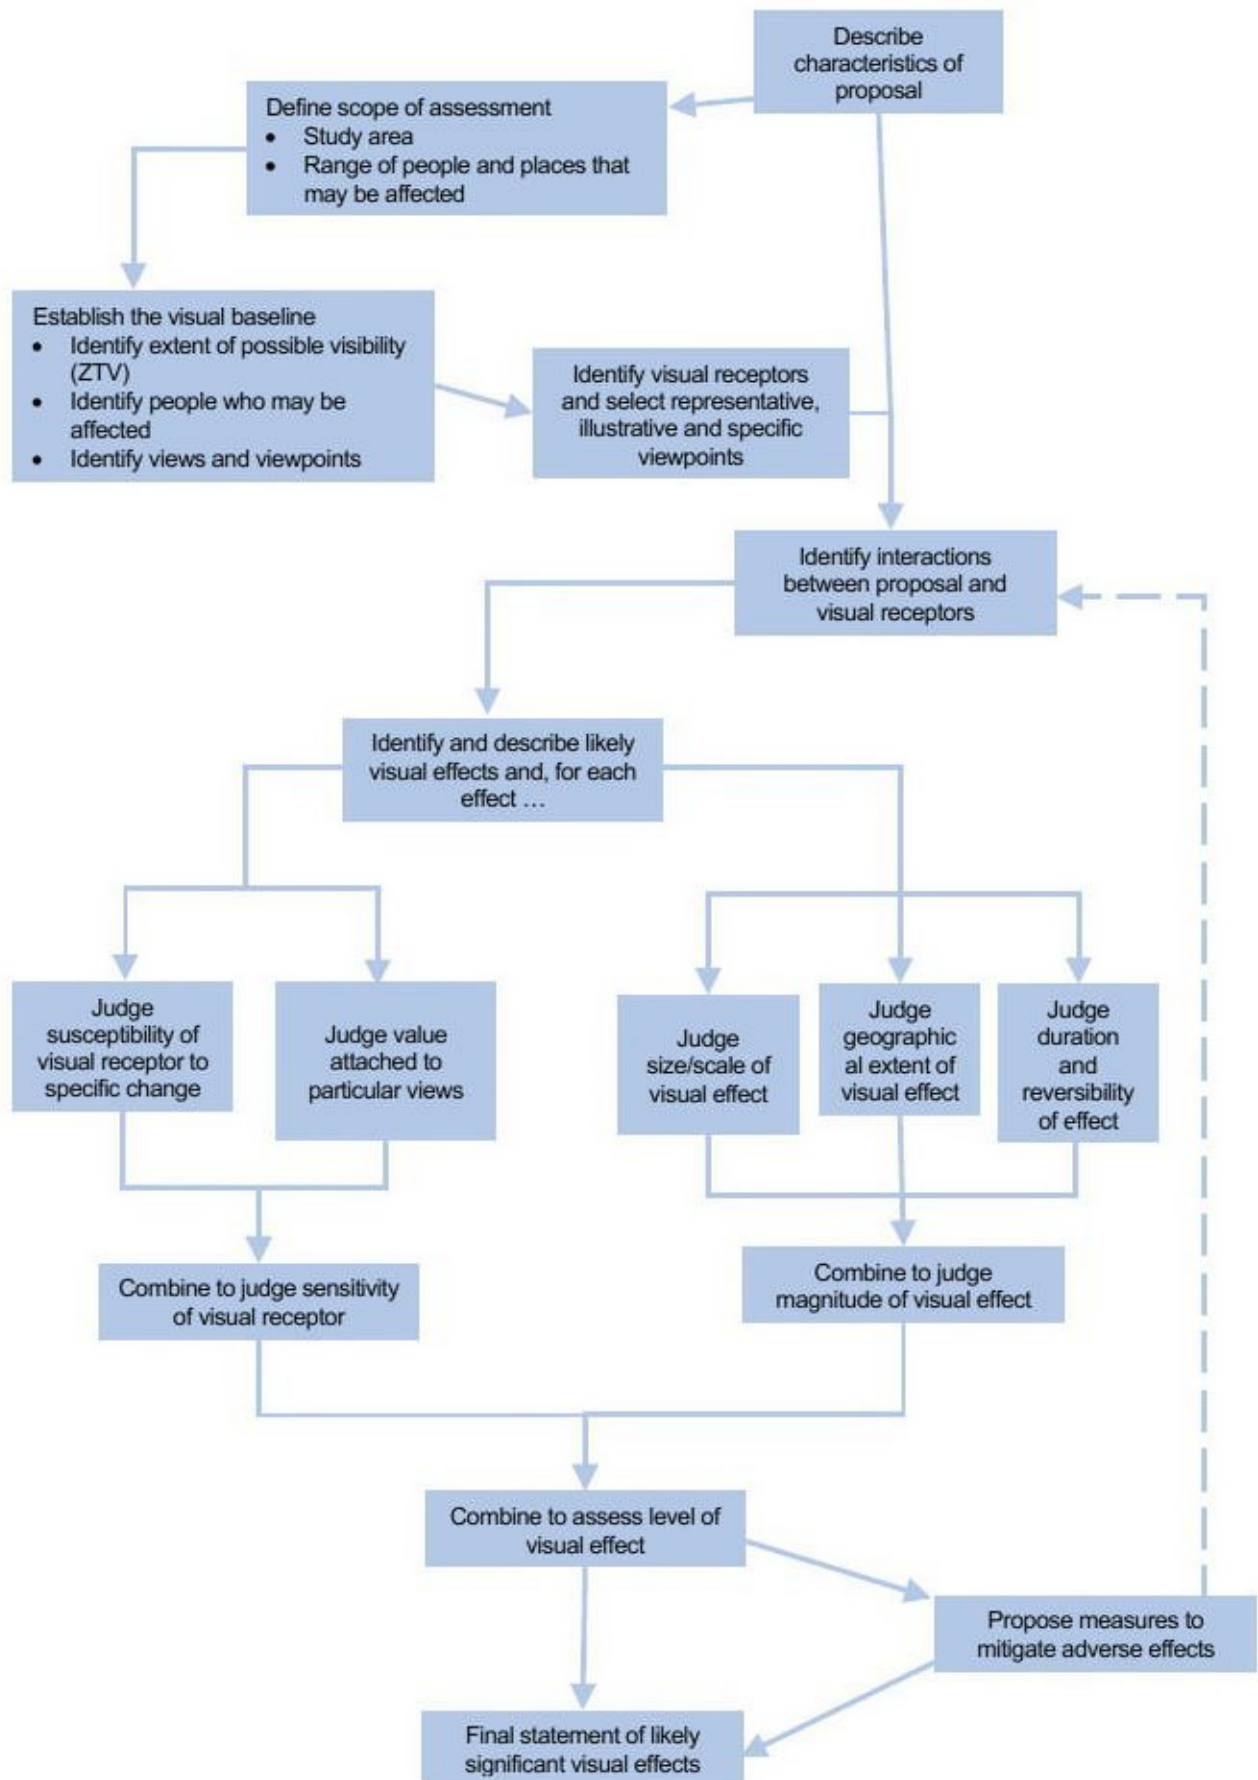 Describe
characteristics of
proposal
Define scope of assessment
• Study area
• Range of people and places that
may be affected
Establish the visual baseline
• Identify extent of possible visibility
(ZTV)
• Identify people who may be
affected
• Identify views and viewpoints
Identify visual receptors
and select representative,
illustrative and specific
viewpoints
Identify interactions
between proposal and
visual receptors
Identify and describe likely
visual effects and, for each
effect …
Judge
susceptibility of
visual receptor to
specific change
Judge value
attached to
particular views
Judge
size/scale of
visual effect
Judge
geographic
al extent of
visual effect
Judge
duration
and
reversibility
of effect
Combine to judge sensitivity
of visual receptor
Combine to judge
magnitude of visual effect
Combine to assess level of
visual effect
Propose measures to
mitigate adverse effects
Final statement of likely
significant visual effects